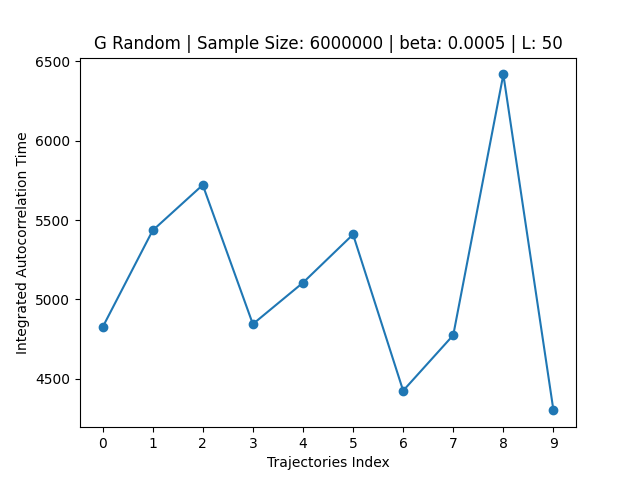 G Random | Sample Size: 6000000 | beta: 0.0005 | L: 50
6500
6000
5500
5000
4500
Integrated Autocorrelation Time
0 1 2 3 4 5 6 7 8 9
Trajectories Index